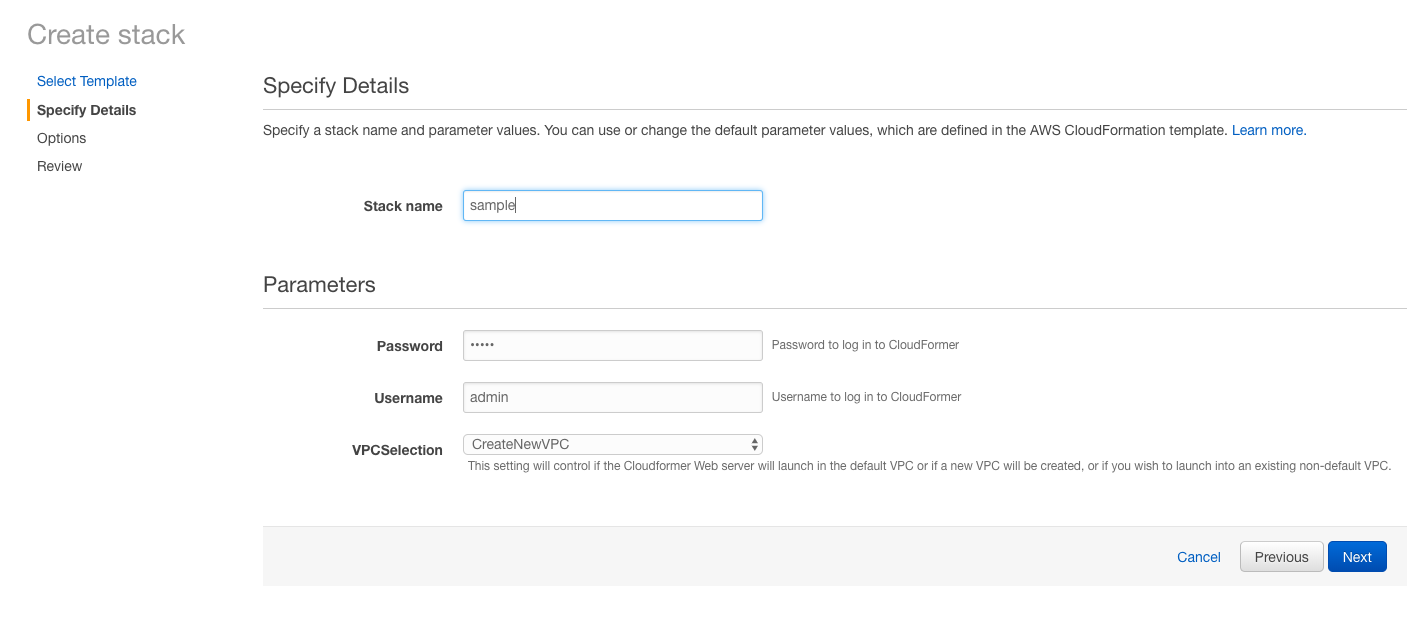 Create stack
Select Template
Specify Details
Options
Review
Specify Details
Specify a stack name and parameter values. You can use or change the default parameter values, which are defined in the AWS CloudFormation template. Learn more.
Stack name sample
Parameters
Password ••••• Password to log in to CloudFormer
Username admin Username to log in to CloudFormer
VPCSelection CreateNewVPC
This setting will control if the Cloudformer Web server will launch in the default VPC or if a new VPC will be created, or if you wish to launch into an existing non-default VPC.
Cancel Previous Next